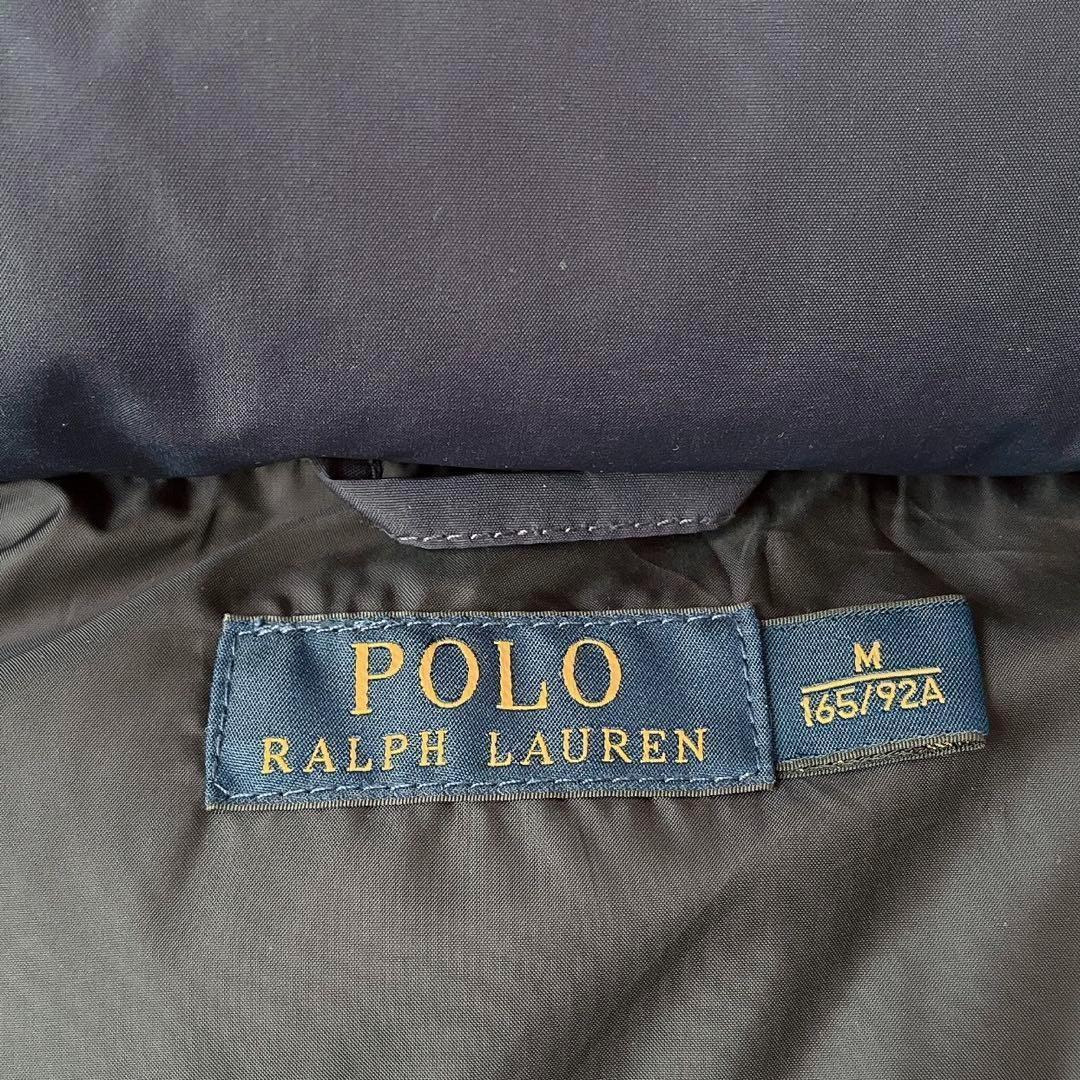 POLO
RALPH LAUREN
M
165/92A